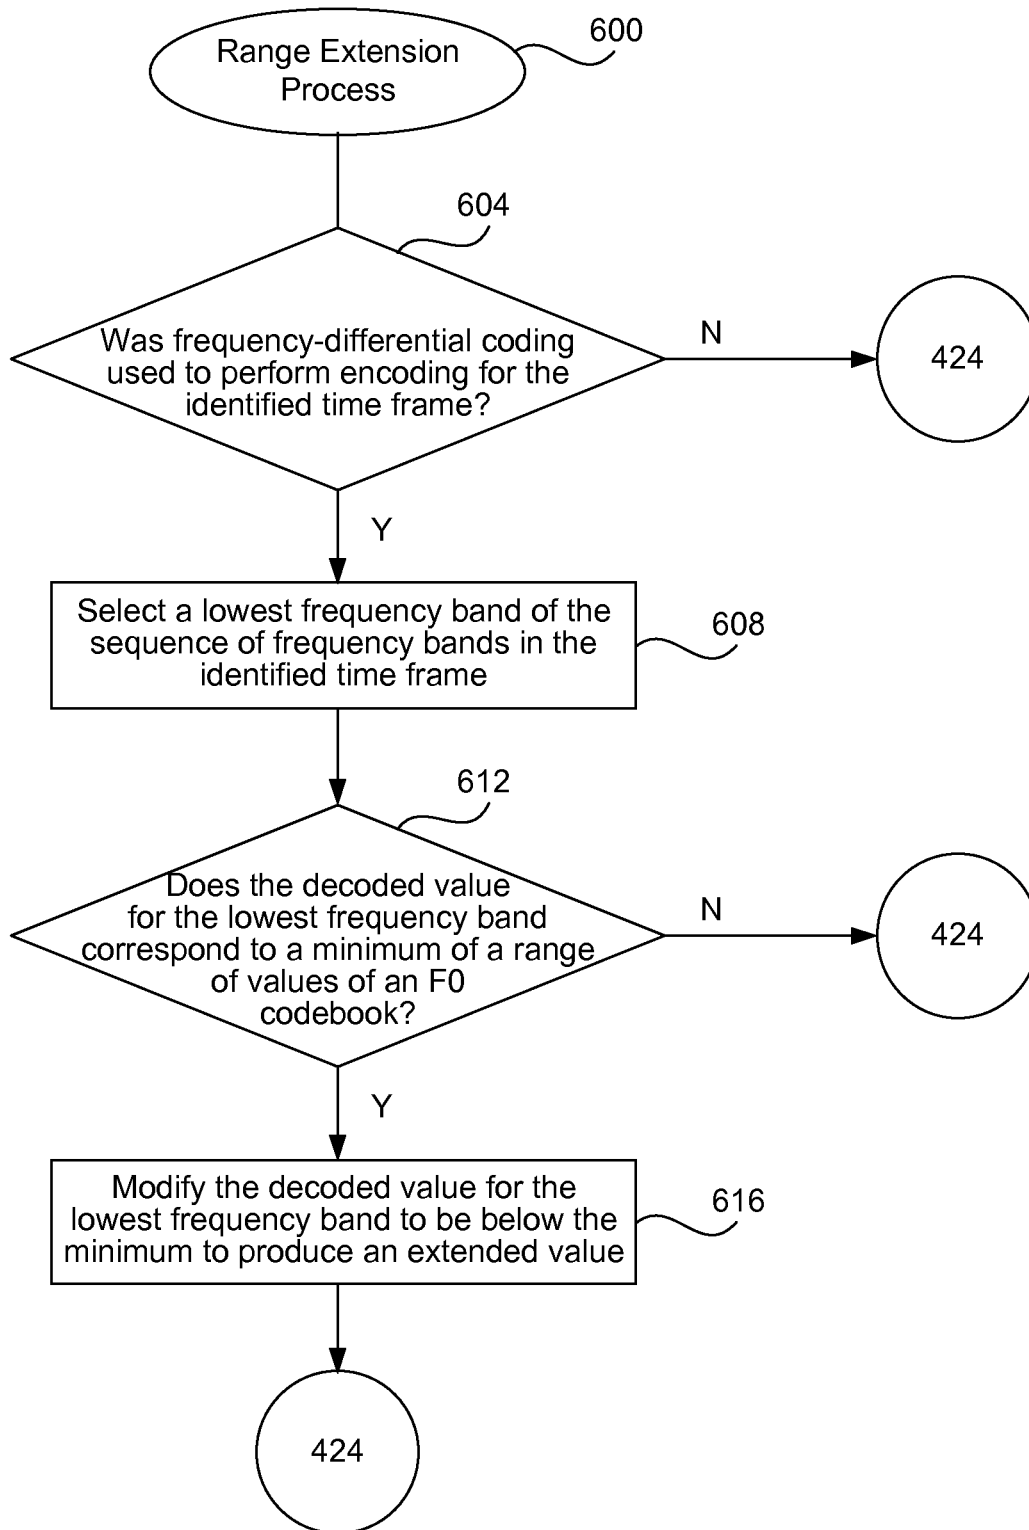 Range Extension
Process
600
604
Was frequency-differential coding
used to perform encoding for the
identified time frame?
N
424
Y
Select a lowest frequency band of the
sequence of frequency bands in the
identified time frame
608
612
Does the decoded value
for the lowest frequency band
correspond to a minimum of a range
of values of an F0
codebook?
N
424
Y
Modify the decoded value for the
lowest frequency band to be below the
minimum to produce an extended value
616
424